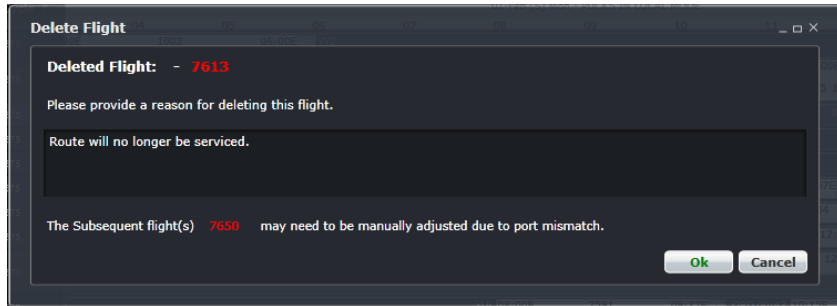 Delete Flight
Deleted Flight: - 7613
Please provide a reason for deleting this flight.
Route will no longer be serviced.
The Subsequent flight(s) 7650 may need to be manually adjusted due to port mismatch.
Ok Cancel